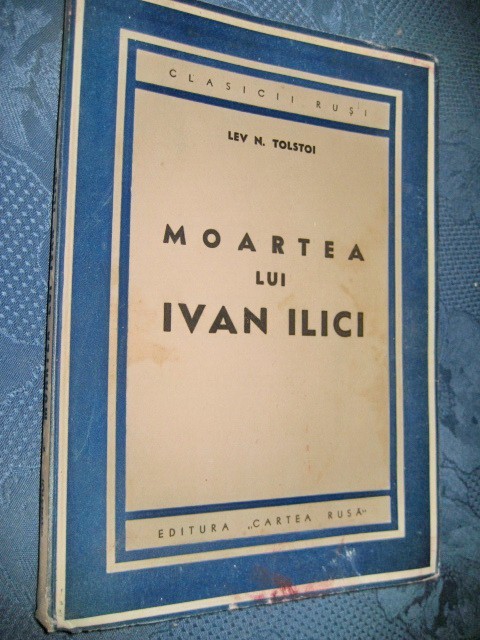 CLASICII RUȘI
LEV N. TOLSTOI
MOARTEA
LUI
IVAN ILICI
EDITURA „CARTEA RUSĂ“